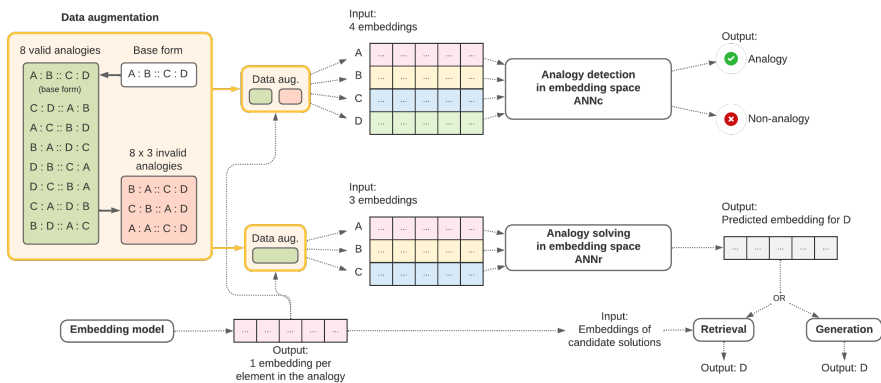 Data augmentation
8 valid analogies
Base form
A : B :: C : D
(base form)
C : D :: A : B
A : C :: B : D
B : A :: D : C
D : B :: C : A
D : C :: B : A
C : A :: D : B
B : D :: A : C
A : B :: C : D
8 x 3 invalid
analogies
B : A :: C : D
C : B :: A : D
A : A :: C : D
Data aug.
Input:
4 embeddings
A
... ... ... ... ...
B
... ... ... ... ...
C
... ... ... ... ...
D
... ... ... ... ...
Analogy detection
in embedding space
ANNc
Output:
Analogy
Non-analogy
Data aug.
Input:
3 embeddings
A
... ... ... ... ...
B
... ... ... ... ...
C
... ... ... ... ...
Analogy solving
in embedding space
ANNr
Output:
Predicted embedding for D
... ... ... ... ...
OR
Embedding model
... ... ... ... ...
Output:
1 embedding per
element in the analogy
Input:
Embeddings of
candidate solutions
Retrieval
Generation
Output: D
Output: D